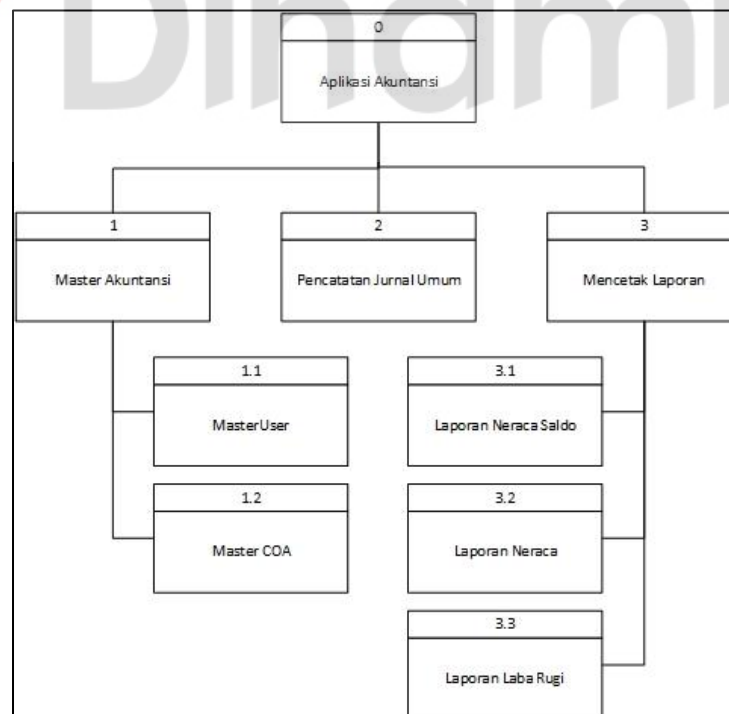 Dinami
0
Aplikasi Akuntansi
1
Master Akuntansi
2
Pencatatan Jurnal Umum
3
Mencetak Laporan
1.1
MasterUser
3.1
Laporan Neraca Saldo
1.2
Master COA
3.2
Laporan Neraca
3.3
Laporan Laba Rugi